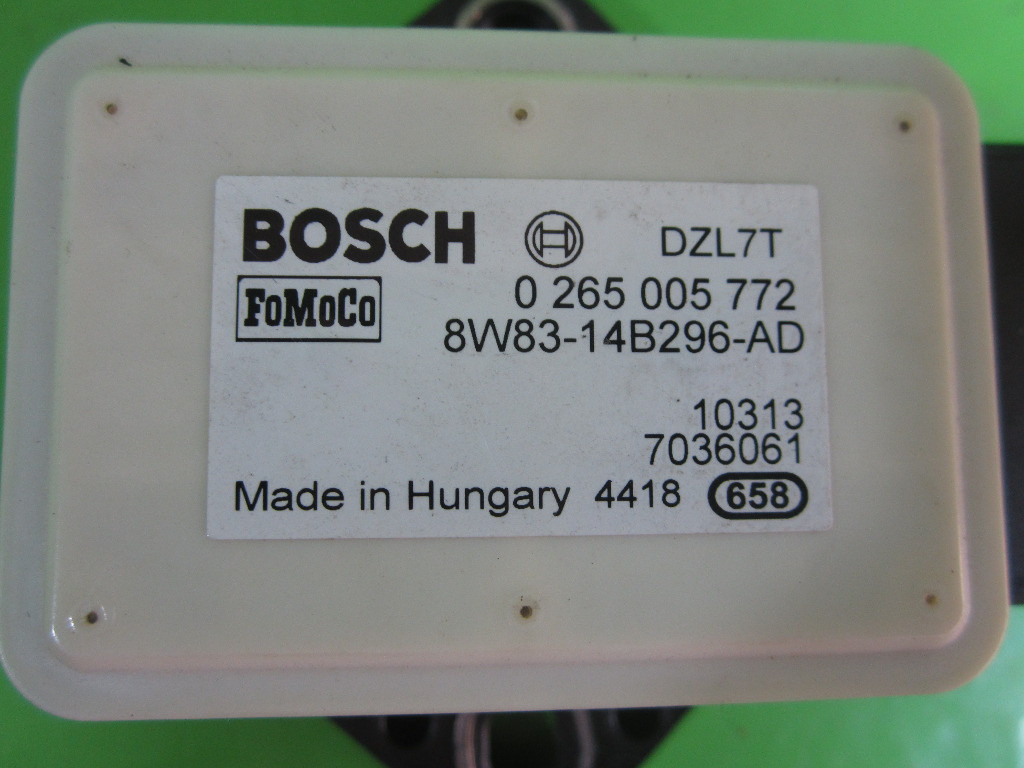 BOSCH DZL7T
FoMoCo 0 265 005 772
8W83-14B296-AD
10313
7036061
Made in Hungary 4418 658